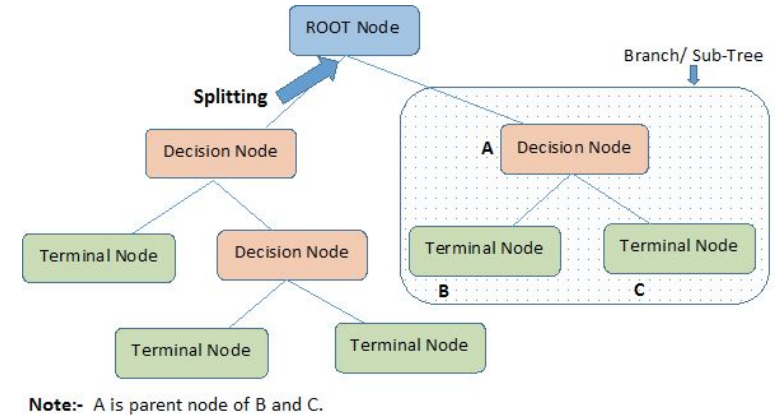 ROOT Node
Branch/ Sub-Tree
Splitting
Decision Node
A
Decision Node
Terminal Node
Decision Node
Terminal Node
Terminal Node
B
C
Terminal Node
Terminal Node
Note:- A is parent node of B and C.